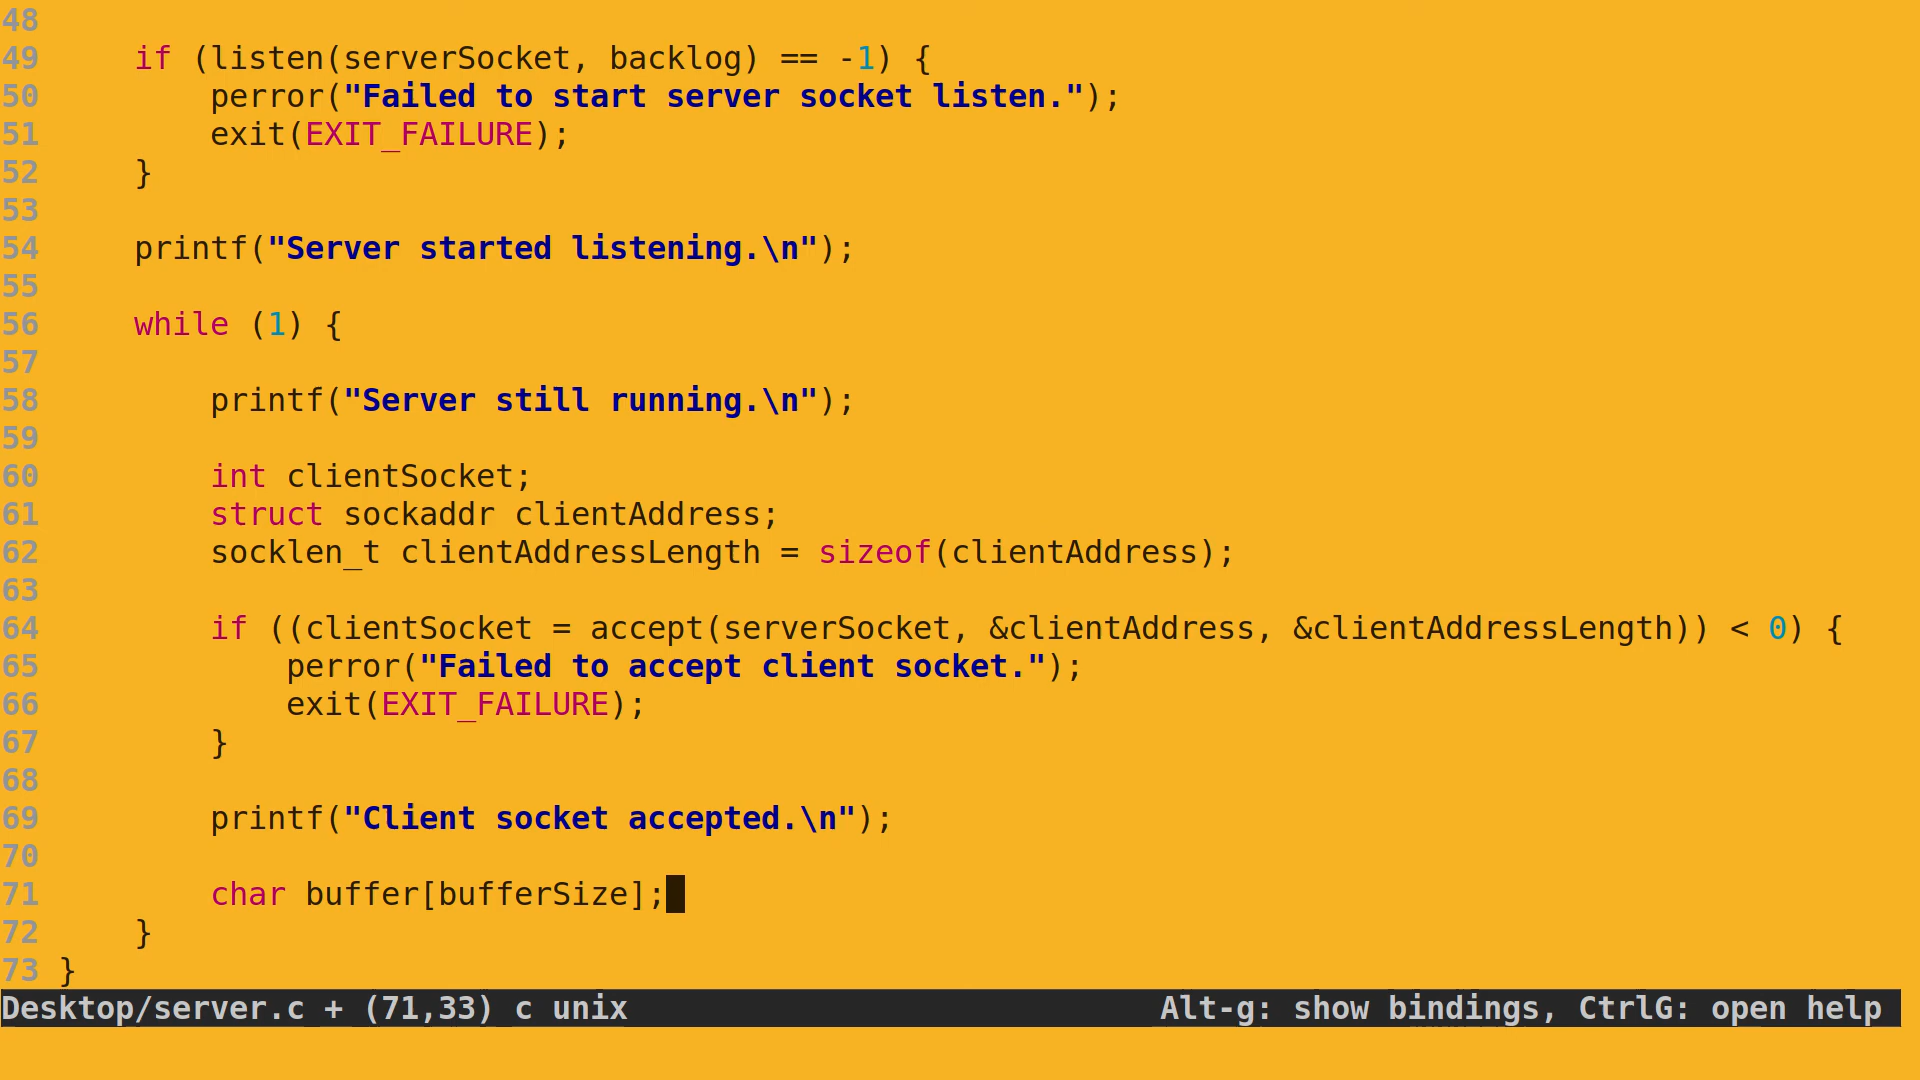 48
49     if (listen(serverSocket, backlog) == -1) {
50         perror("Failed to start server socket listen.");
51         exit(EXIT_FAILURE);
52     }
53
54     printf("Server started listening.\n");
55
56     while (1) {
57
58         printf("Server still running.\n");
59
60         int clientSocket;
61         struct sockaddr clientAddress;
62         socklen_t clientAddressLength = sizeof(clientAddress);
63
64         if ((clientSocket = accept(serverSocket, &clientAddress, &clientAddressLength)) < 0) {
65             perror("Failed to accept client socket.");
66             exit(EXIT_FAILURE);
67         }
68
69         printf("Client socket accepted.\n");
70
71         char buffer[bufferSize];
72     }
73 }
Desktop/server.c + (71,33) c unix Alt-g: show bindings, CtrlG: open help